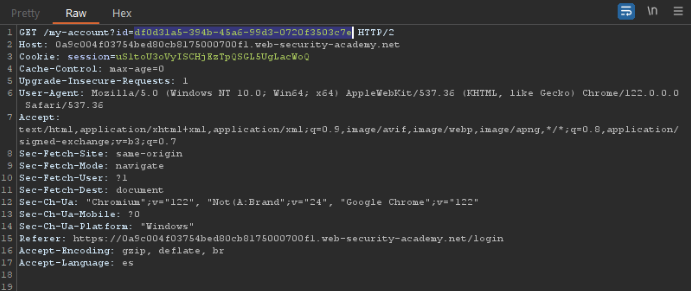 Pretty Raw Hex
\n
1 GET /my-account?id=df0d31a5-394b-45a6-99d3-0720f3503c7e HTTP/2
2 Host: 0a9c004f03754bed80cb8175000700f1.web-security-academy.net
3 Cookie: session=uSltoU3oVyISCHjEzTpQSGL5UgLacWoQ
4 Cache-Control: max-age=0
5 Upgrade-Insecure-Requests: 1
6 User-Agent: Mozilla/5.0 (Windows NT 10.0; Win64; x64) AppleWebKit/537.36 (KHTML, like Gecko) Chrome/122.0.0.0
Safari/537.36
7 Accept:
text/html,application/xhtml+xml,application/xml;q=0.9,image/avif,image/webp,image/apng,*/*;q=0.8,application/
signed-exchange;v=b3;q=0.7
8 Sec-Fetch-Site: same-origin
9 Sec-Fetch-Mode: navigate
10 Sec-Fetch-User: ?1
11 Sec-Fetch-Dest: document
12 Sec-Ch-Ua: "Chromium";v="122", "Not(A:Brand";v="24", "Google Chrome";v="122"
13 Sec-Ch-Ua-Mobile: ?0
14 Sec-Ch-Ua-Platform: "Windows"
15 Referer: https://0a9c004f03754bed80cb8175000700f1.web-security-academy.net/login
16 Accept-Encoding: gzip, deflate, br
17 Accept-Language: es
18
19